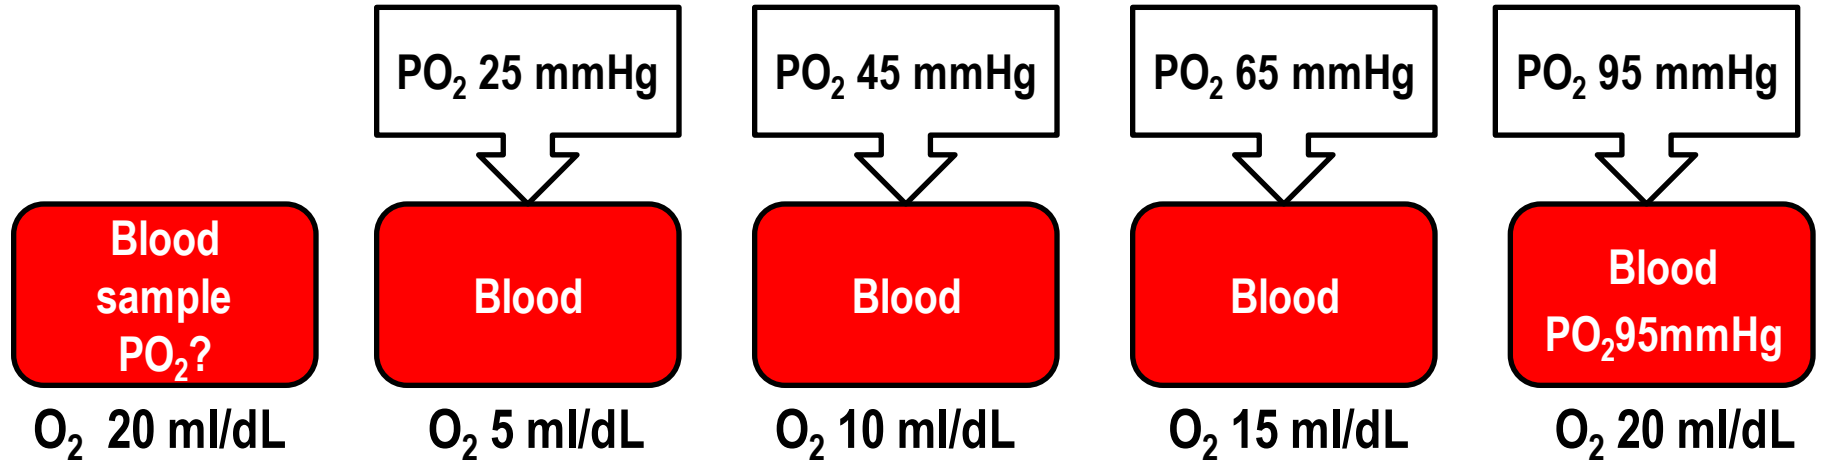 PO₂ 25 mmHg
PO₂ 45 mmHg
PO₂ 65 mmHg
PO₂ 95 mmHg
Blood
sample
PO₂?
Blood
Blood
Blood
Blood
PO₂95mmHg
O₂ 20 ml/dL
O₂ 5 ml/dL
O₂ 10 ml/dL
O₂ 15 ml/dL
O₂ 20 ml/dL